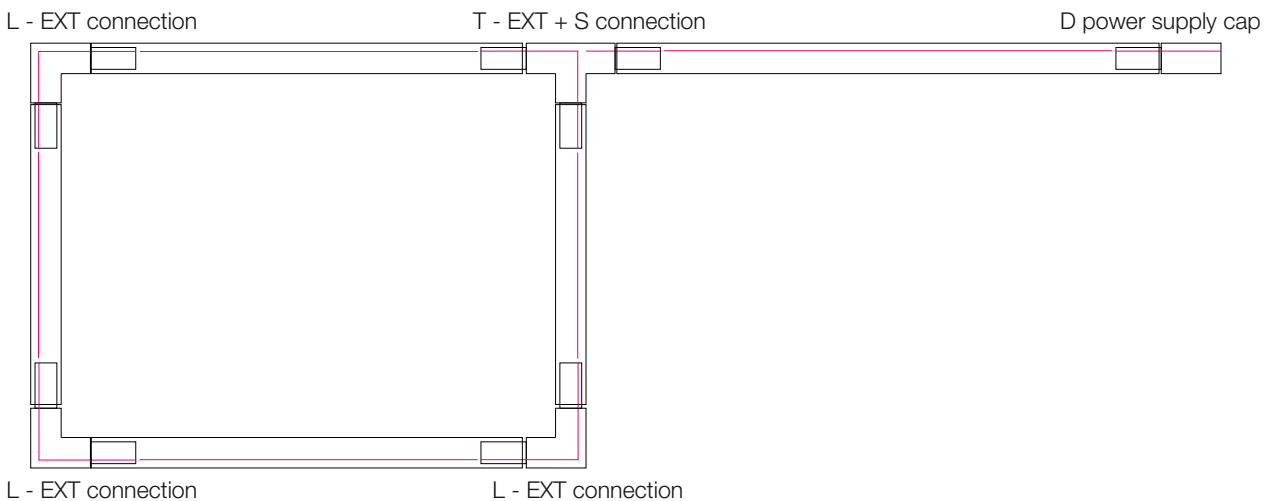 L - EXT connection
T - EXT + S connection
D power supply cap
L - EXT connection
L - EXT connection